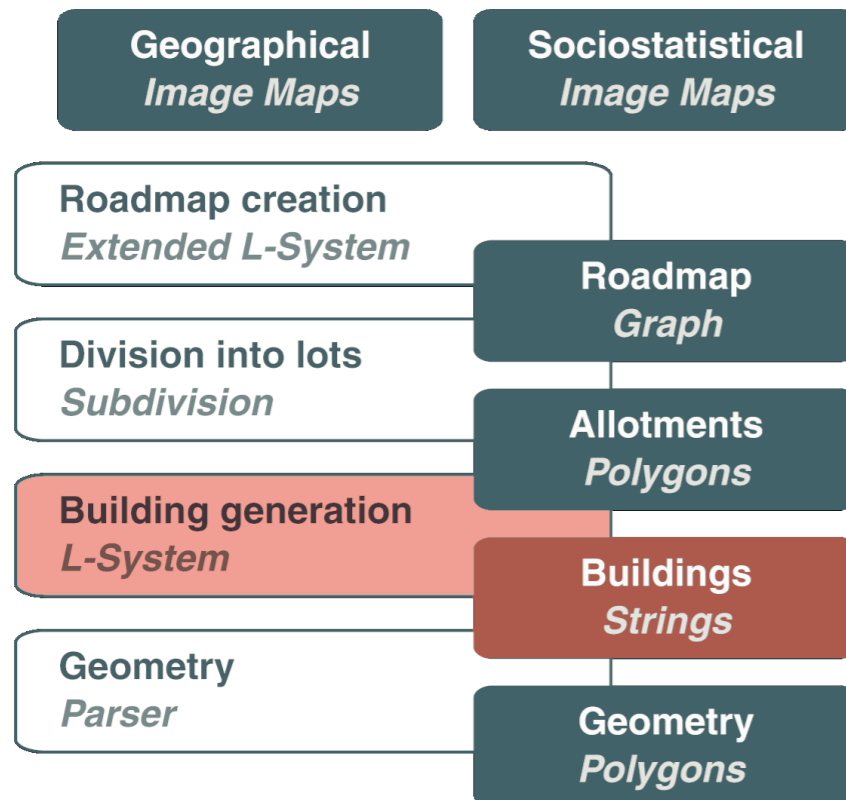 Geographical
Image Maps
Sociostatistical
Image Maps
Roadmap creation
Extended L-System
Roadmap
Graph
Division into lots
Subdivision
Allotments
Polygons
Building generation
L-System
Buildings
Strings
Geometry
Parser
Geometry
Polygons